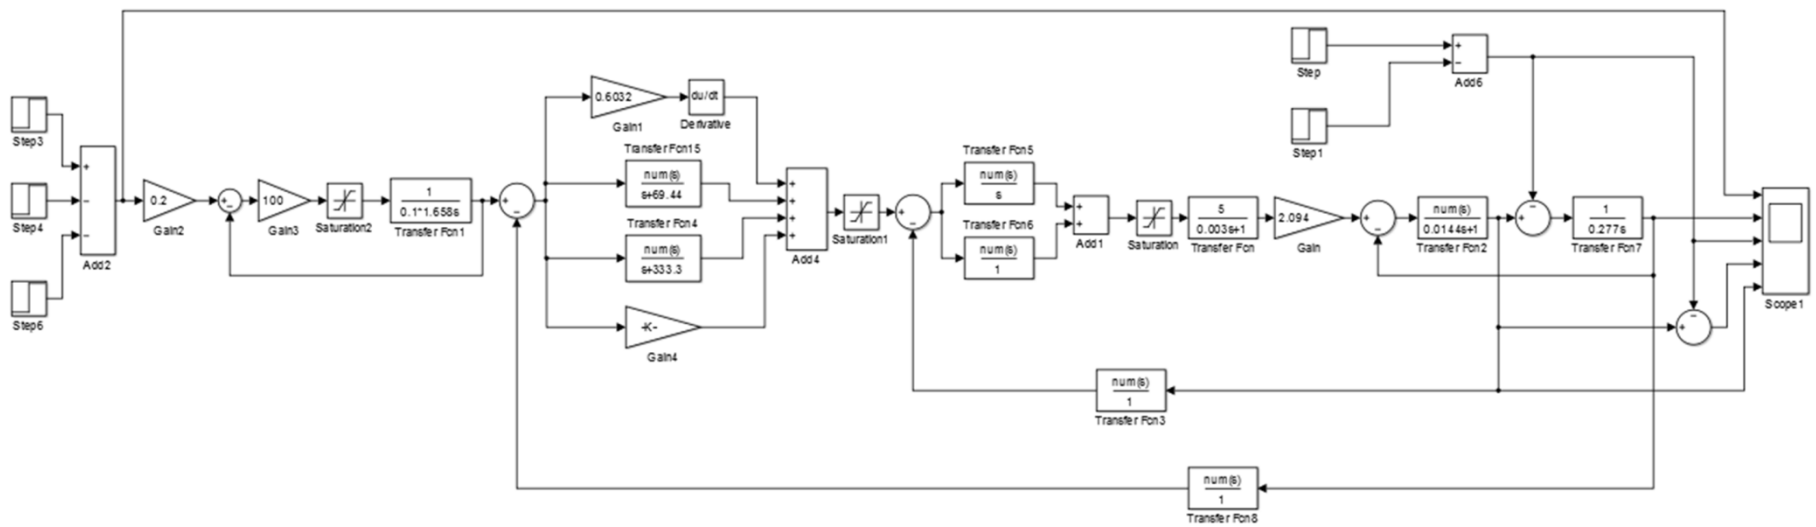 Step3
Step4
Step6
+
−
−
Add2
0.2
Gain2
+
−
100
Gain3
Saturation2
1
0.1*1.658s
Transfer Fcn1
+
−
0.6032
Gain1
du/dt
Derivative
Transfer Fcn15
num(s)
s+69.44
Transfer Fcn4
num(s)
s+333.3
-K-
Gain4
+
+
+
+
Add4
Saturation1
+
−
Transfer Fcn5
num(s)
s
Transfer Fcn6
num(s)
1
+
+
Add1
Saturation
5
0.003s+1
Transfer Fcn
2.094
Gain
+
−
num(s)
0.0144s+1
Transfer Fcn2
Step
Step1
+
−
Add6
−
+
1
0.277s
Transfer Fcn7
Scope1
−
+
num(s)
1
Transfer Fcn3
num(s)
1
Transfer Fcn8